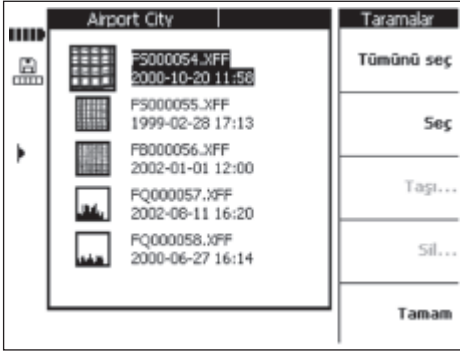 Airport City
Taramalar
FS000054.XFF
2000-10-20 11:58
FS000055.XFF
1999-02-28 17:13
FB000056.XFF
2002-01-01 12:00
FQ000057.XFF
2002-08-11 16:20
FQ000058.XFF
2000-06-27 16:14
Tümünü seç
Seç
Taşı...
Sil...
Tamam